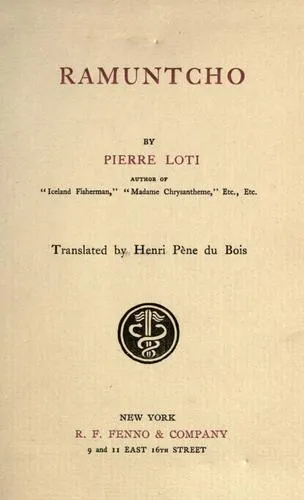 RAMUNTCHO
BY
PIERRE LOTI
AUTHOR OF
"Iceland Fisherman," "Madame Chrysantheme," Etc., Etc.
Translated by Henri Pène du Bois
NEW YORK
R. F. FENNO & COMPANY
9 and 11 EAST 16TH STREET